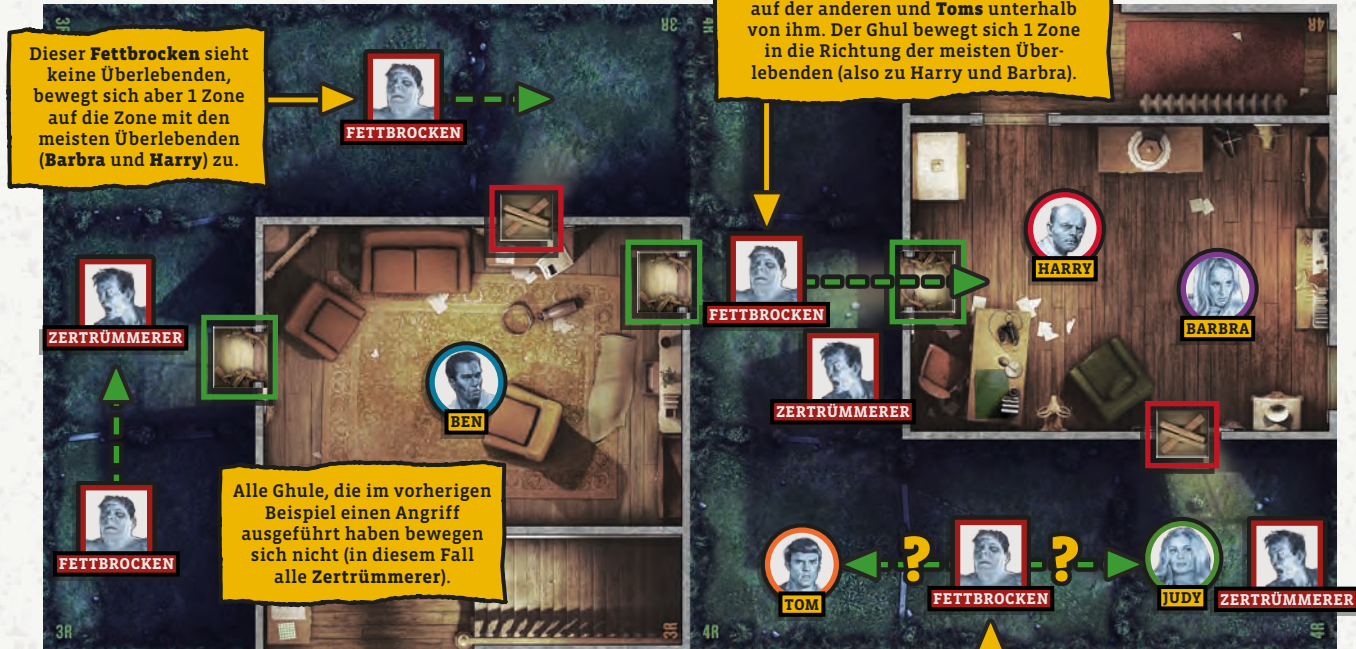 3R
3R
4R
4R
auf der anderen und Toms unterhalb
von ihm. Der Ghul bewegt sich 1 Zone
in die Richtung der meisten Über-
lebenden (also zu Harry und Barbra).
Dieser Fettbrocken sieht
keine Überlebenden,
bewegt sich aber 1 Zone
auf die Zone mit den
meisten Überlebenden
(Barbra und Harry) zu.
FETTBROCKEN
ZERTRÜMMERER
FETTBROCKEN
HARRY
BARBRA
ZERTRÜMMERER
BEN
FETTBROCKEN
Alle Ghule, die im vorherigen
Beispiel einen Angriff
ausgeführt haben bewegen
sich nicht (in diesem Fall
alle Zertrümmerer).
?
?
TOM
FETTBROCKEN
JUDY
ZERTRÜMMERER
3R
3R
4R
4R